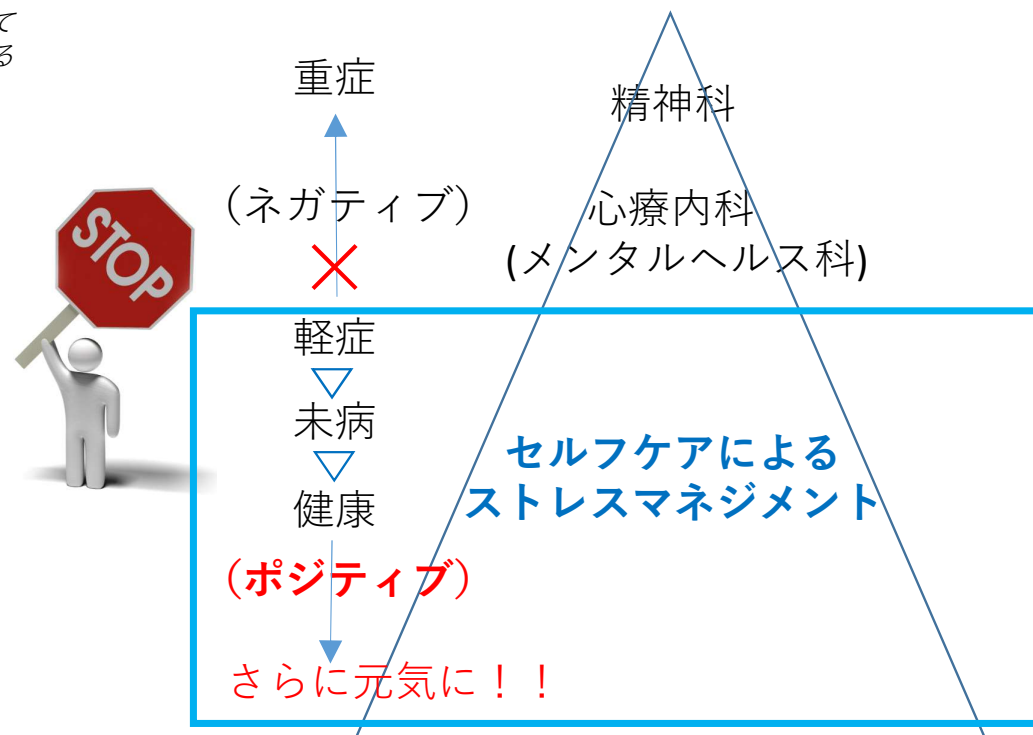 て
る
重症
精神科
(ネガティブ)
心療内科
(メンタルヘルス科)
STOP
軽症
未病
健康
セルフケアによる
ストレスマネジメント
(ポジティブ)
さらに元気に！！